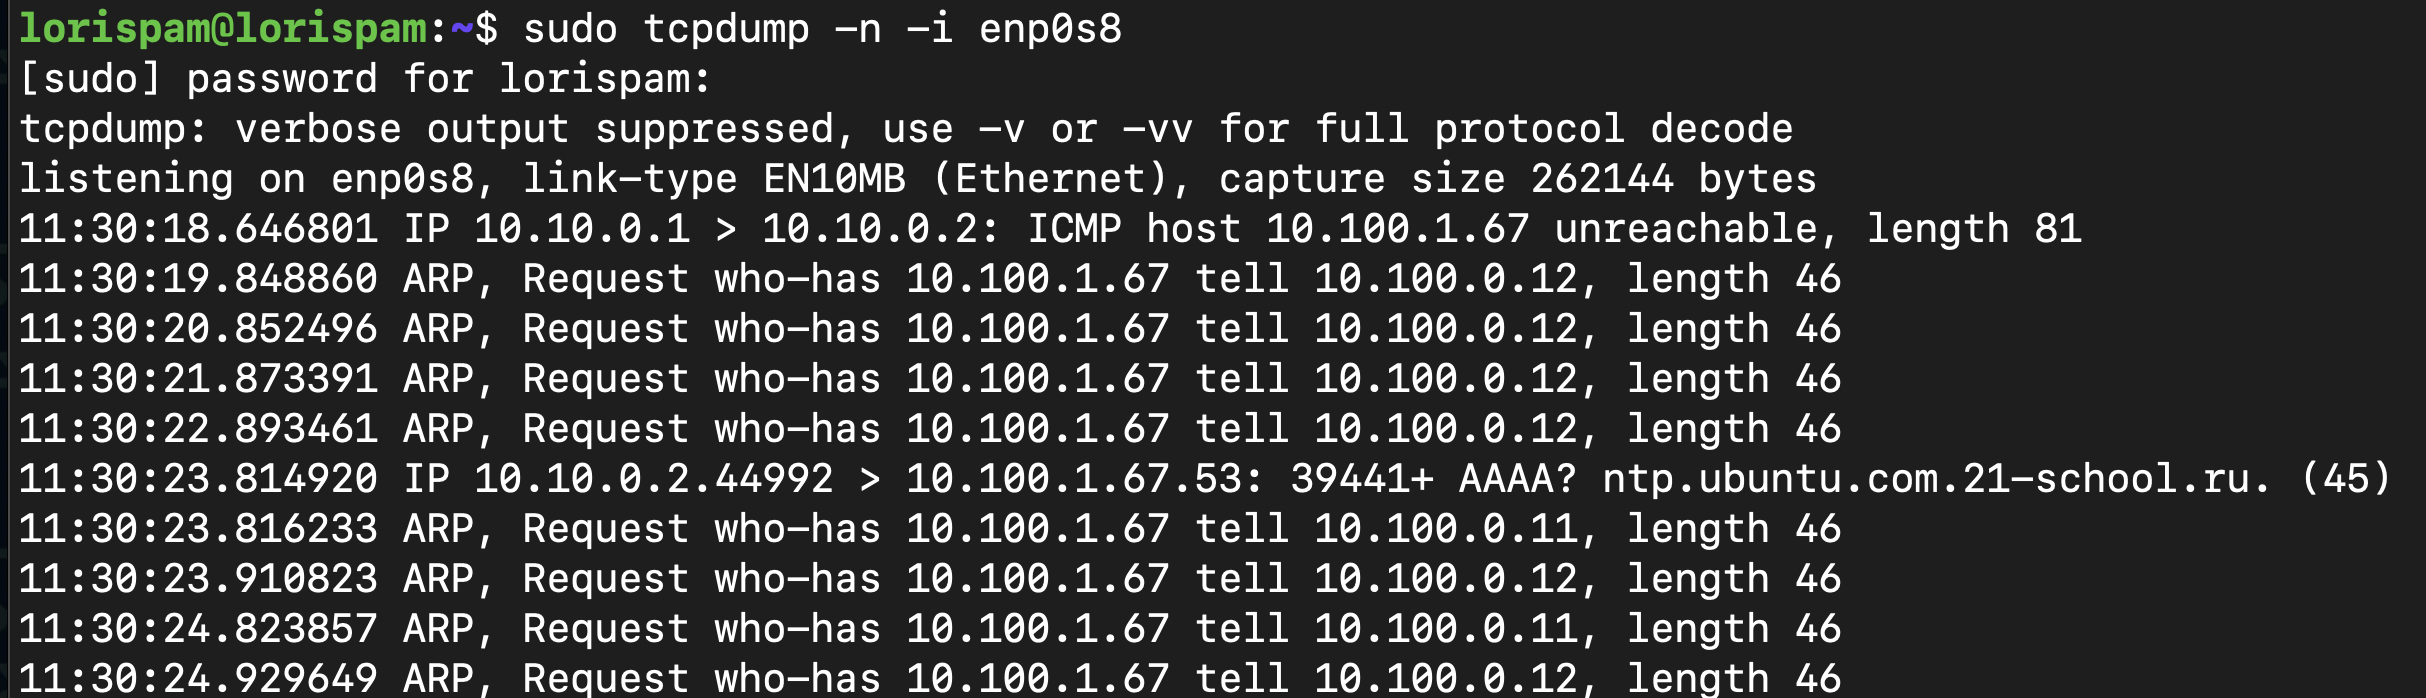 lorispam@lorispam:~$ sudo tcpdump -n -i enp0s8
[sudo] password for lorispam:
tcpdump: verbose output suppressed, use -v or -vv for full protocol decode
listening on enp0s8, link-type EN10MB (Ethernet), capture size 262144 bytes
11:30:18.646801 IP 10.10.0.1 > 10.10.0.2: ICMP host 10.100.1.67 unreachable, length 81
11:30:19.848860 ARP, Request who-has 10.100.1.67 tell 10.100.0.12, length 46
11:30:20.852496 ARP, Request who-has 10.100.1.67 tell 10.100.0.12, length 46
11:30:21.873391 ARP, Request who-has 10.100.1.67 tell 10.100.0.12, length 46
11:30:22.893461 ARP, Request who-has 10.100.1.67 tell 10.100.0.12, length 46
11:30:23.814920 IP 10.10.0.2.44992 > 10.100.1.67.53: 39441+ AAAA? ntp.ubuntu.com.21-school.ru. (45)
11:30:23.816233 ARP, Request who-has 10.100.1.67 tell 10.100.0.11, length 46
11:30:23.910823 ARP, Request who-has 10.100.1.67 tell 10.100.0.12, length 46
11:30:24.823857 ARP, Request who-has 10.100.1.67 tell 10.100.0.11, length 46
11:30:24.929649 ARP, Request who-has 10.100.1.67 tell 10.100.0.12, length 46